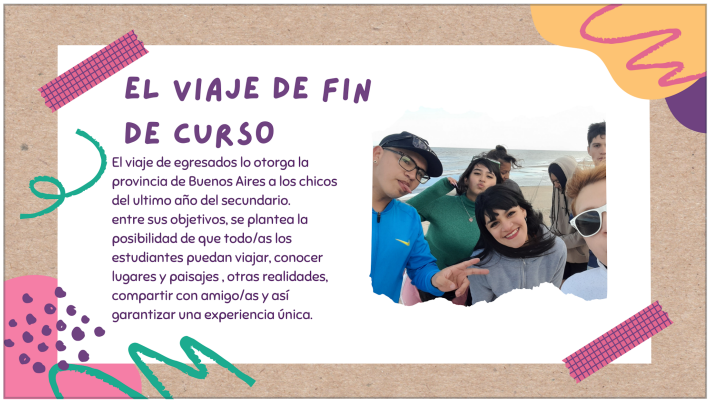 EL VIAJE DE FIN
DE CURSO
El viaje de egresados lo otorga la
provincia de Buenos Aires a los chicos
del ultimo año del secundario.
entre sus objetivos, se plantea la
posibilidad de que todo/as los
estudiantes puedan viajar, conocer
lugares y paisajes , otras realidades,
compartir con amigo/as y así
garantizar una experiencia única.